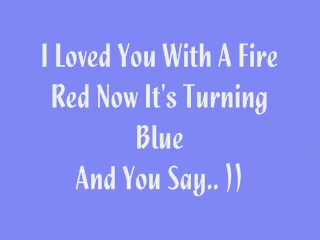 I Loved You With A Fire
Red Now It's Turning
Blue
And You Say.. ))